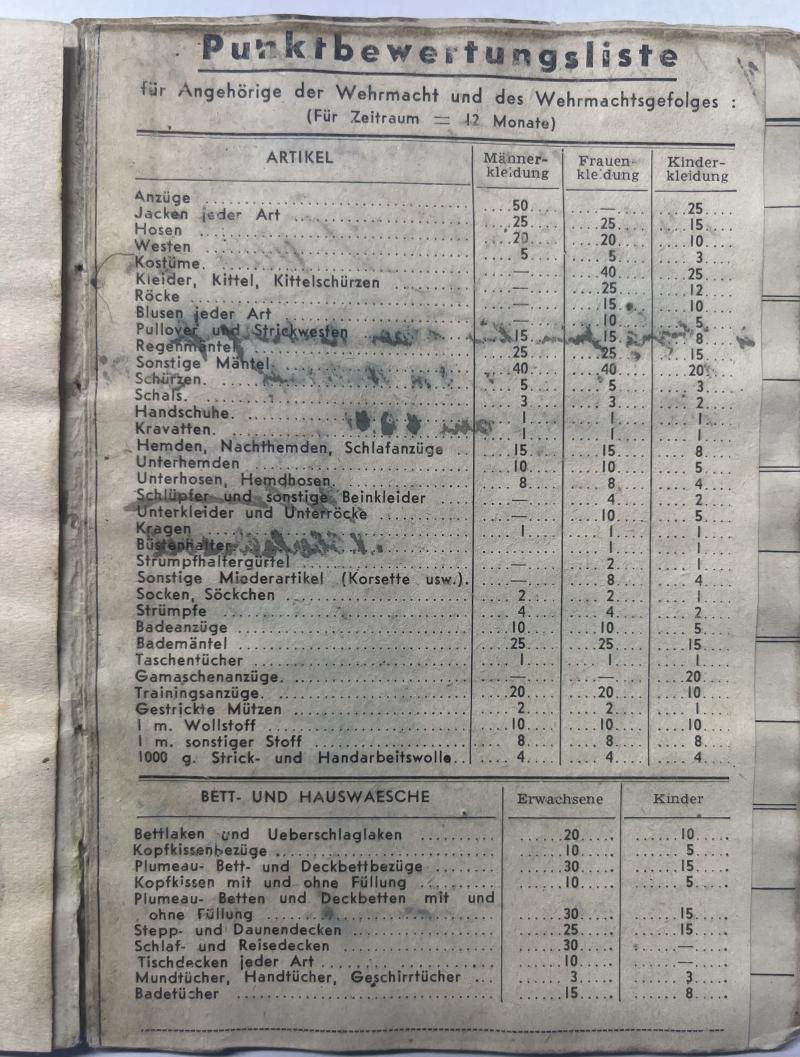 Punktbewertungsliste
für Angehörige der Wehrmacht und des Wehrmachtsgefolges :
(Für Zeitraum = 12 Monate)
ARTIKEL Männer- kleidung Frauen- kleidung Kinder- kleidung
Anzüge 50 — 25
Jacken jeder Art 25 25 15
Hosen 20 20 10
Westen 5 5 3
Kostüme. — 40 25
Kleider, Kittel, Kittelschürzen — 25 12
Röcke — 15 10
Blusen jeder Art — 10 5
Pullover und Strickwesten 15 15 8
Regenmäntel 25 25 15
Sonstige Mäntel 40 40 20
Schürzen. 5 5 3
Schals. 3 3 2
Handschuhe. 1 1 1
Kravatten. 1 1 1
Hemden, Nachthemden, Schlafanzüge 15 15 8
Unterhemden 10 10 5
Unterhosen, Hemdhosen. 8 8 4
Schlüpfer und sonstige Beinkleider — 4 2
Unterkleider und Unterröcke — 10 5
Kragen 1 1 1
Büstenhalter 1 1
Strumpfhaltergürtel — 2 1
Sonstige Miederartikel (Korsette usw.). — 8 4
Socken, Söckchen 2 2 1
Strümpfe 4 4 2
Badeanzüge 10 10 5
Bademäntel 25 25 15
Taschentücher 1 1 1
Gamaschenanzüge. — — 20
Trainingsanzüge. 20 20 10
Gestrickte Mützen 2 2 1
1 m. Wollstoff 10 10 10
1 m. sonstiger Stoff 8 8 8
1000 g. Strick- und Handarbeitswolle 4 4 4
BETT- UND HAUSWAESCHE Erwachsene Kinder
Bettlaken und Ueberschlaglaken 20 10
Kopfkissenbezüge 10 5
Plumeau- Bett- und Deckbettbezüge 30 15
Kopfkissen mit und ohne Füllung 10 5
Plumeau- Betten und Deckbetten mit und
ohne Füllung 30 15
Stepp- und Daunendecken 25 15
Schlaf- und Reisedecken 30 —
Tischdecken jeder Art 10 —
Mundtücher, Handtücher, Geschirrtücher 3 3
Badetücher 15 8